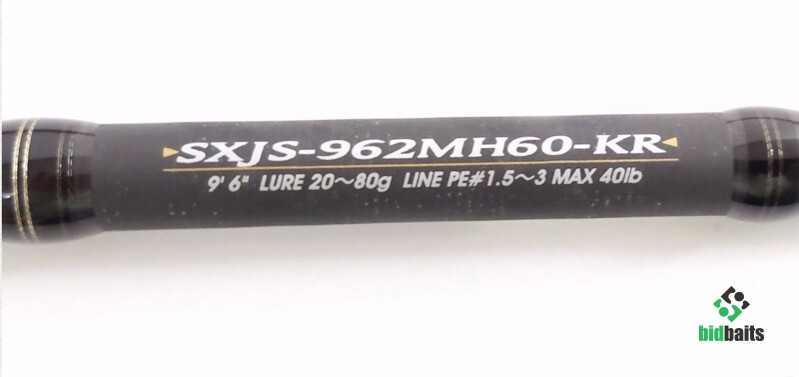 SXJS-962MH60-KR
9' 6" LURE 20～80g LINE PE#1.5～3 MAX 40lb
bidbaits